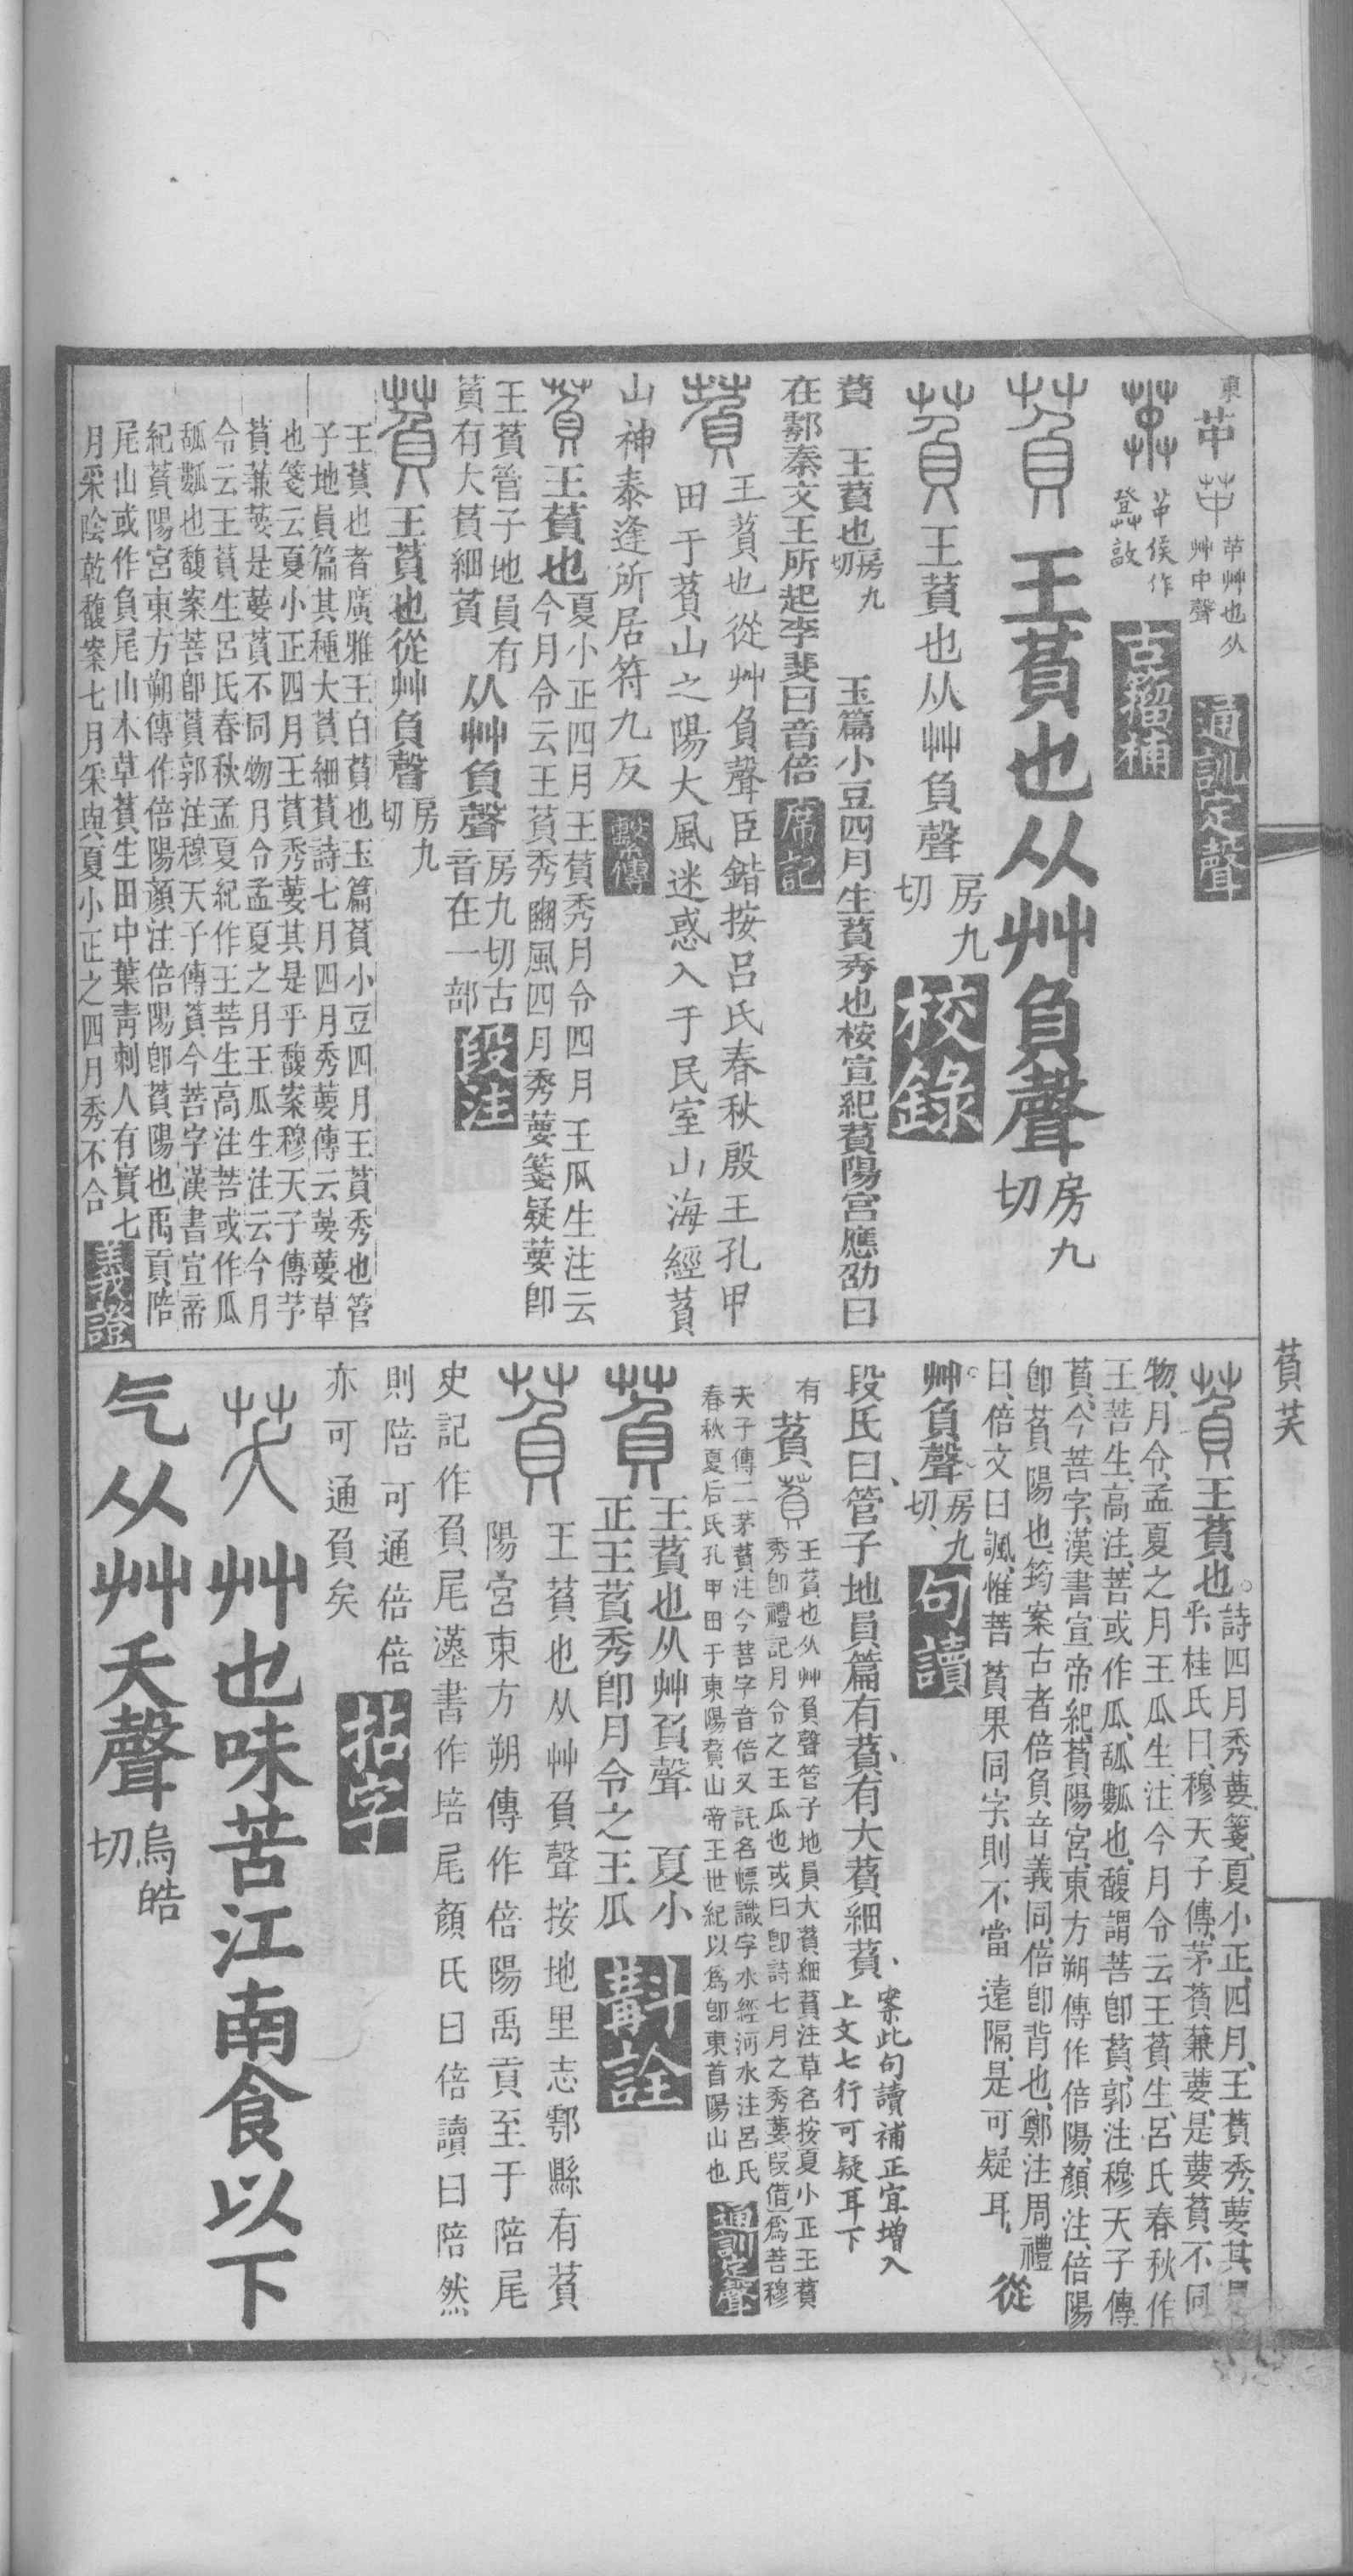 東
苗 苗艸也从艸中聲
通訓定聲
古籀補
萯 王萯也从艸負聲房九切
萯 王萯也从艸負聲房九切
校錄
萯 王萯也房九切 玉篇小豆四月生萯秀也桉宣紀萯陽宮應劭曰
在鄠秦文王所起李斐曰音倍
席記
萯 王萯也從艸負聲臣鍇按呂氏春秋殷王孔甲
田于萯山之陽大風迷惑入于民室山海經萯
山神泰逢所居符九反
繫傳
萯 王萯也夏小正四月王萯秀月令四月王瓜生注云
今月令云王萯秀豳風四月秀葽箋疑葽即
王萯管子地員有
萯有大萯細萯
从艸負聲房九切古
音在一部
段注
萯 王萯也從艸負聲房九切
王萯也者廣雅王白萯也玉篇萯小豆四月王萯秀也管
子地員篇其種大萯細萯詩七月四月秀葽傳云葽葽草
也箋云夏小正四月王萯秀葽其是乎馥案穆天子傳茅
萯兼葽是葽萯不同物月令孟夏之月王瓜生注云今月
令云王萯生呂氏春秋孟夏紀作王菩生高注菩或作瓜
瓠㼖也馥案菩即萯郭注穆天子傳萯今菩字漢書宣帝
紀萯陽宮東方朔傳作倍陽顏注倍陽即萯陽也禹貢陪
尾山或作負尾山本草萯生田中葉青刺人有實七
月采陰乾馥案七月采與夏小正之四月秀不合
義證
萯芺
萯 王萯也。詩四月秀葽、箋、夏小正、四月、王萯秀、葽、其是
乎、桂氏曰、穆天子傳、茅萯蒹葽、是葽萯不同
物、月令、孟夏之月王瓜生、注、今月令云王萯生、呂氏春秋作
王菩生、高注、菩或作瓜、瓠㼖也、馥謂菩即萯、郭注穆天子傳
萯、今菩字、漢書宣帝紀、萯陽宮、東方朔傳作倍陽、顏注、倍陽
即萯陽也、筠案古者倍負音義同、倍即背也、鄭注周禮
曰、倍文曰諷、惟菩萯果同字、則不當遠隔、是可疑耳、從
艸負聲。房九切、
句讀
段氏曰、管子地員篇有萯、有大萯細萯、案此句讀補正宜增入
上文七行可疑耳下
有
萯 王萯也从艸負聲管子地員大萯細萯注草名按夏小正王萯
秀即禮記月令之王瓜也或曰即詩七月之秀葽叚借為菩穆
天子傳二茅萯注今菩字音倍又託名幖識字水經河水注呂氏
春秋夏后氏孔甲田于東陽萯山帝王世紀以為即東首陽山也
通訓定聲
萯 王萯也从艸負聲 夏小
正王萯秀即月令之王瓜
斠詮
萯 王萯也从艸負聲按地里志鄠縣有萯
陽宮東方朔傳作倍陽禹貢至于陪尾
史記作負尾漢書作培尾顏氏曰倍讀曰陪然
則陪可通倍倍
亦可通負矣
拈字
芺 艸也味苦江南食以下
气从艸夭聲烏皓切